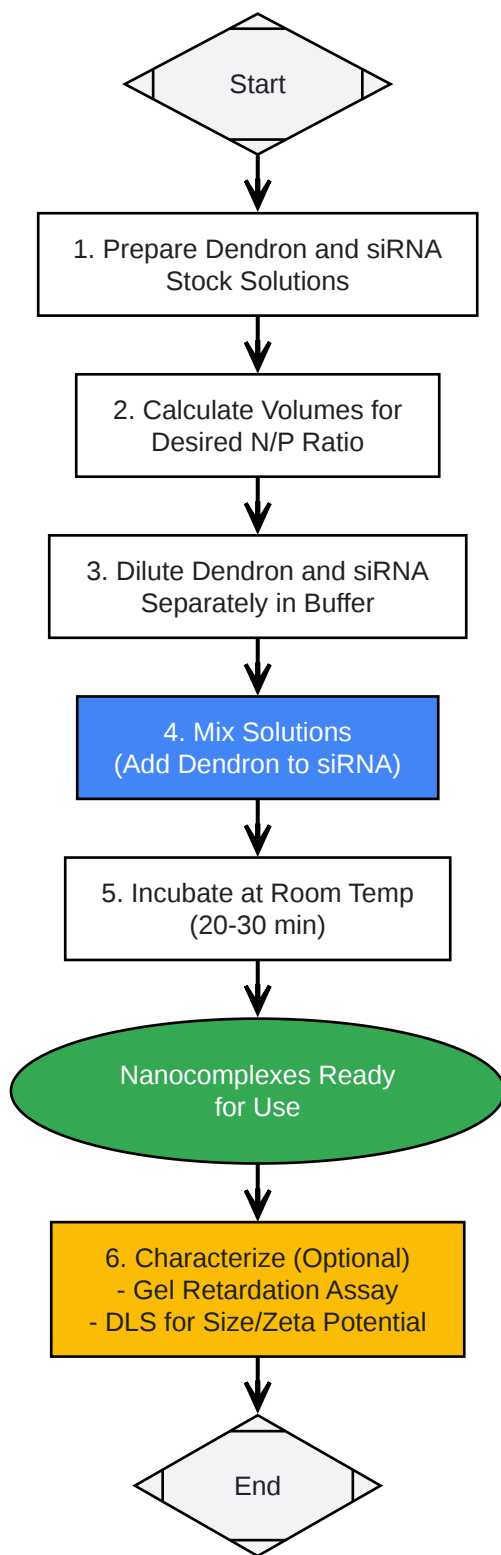 Start
1. Prepare Dendron and siRNA
Stock Solutions
2. Calculate Volumes for
Desired N/P Ratio
3. Dilute Dendron and siRNA
Separately in Buffer
4. Mix Solutions
(Add Dendron to siRNA)
5. Incubate at Room Temp
(20-30 min)
Nanocomplexes Ready
for Use
6. Characterize (Optional)
- Gel Retardation Assay
- DLS for Size/Zeta Potential
End